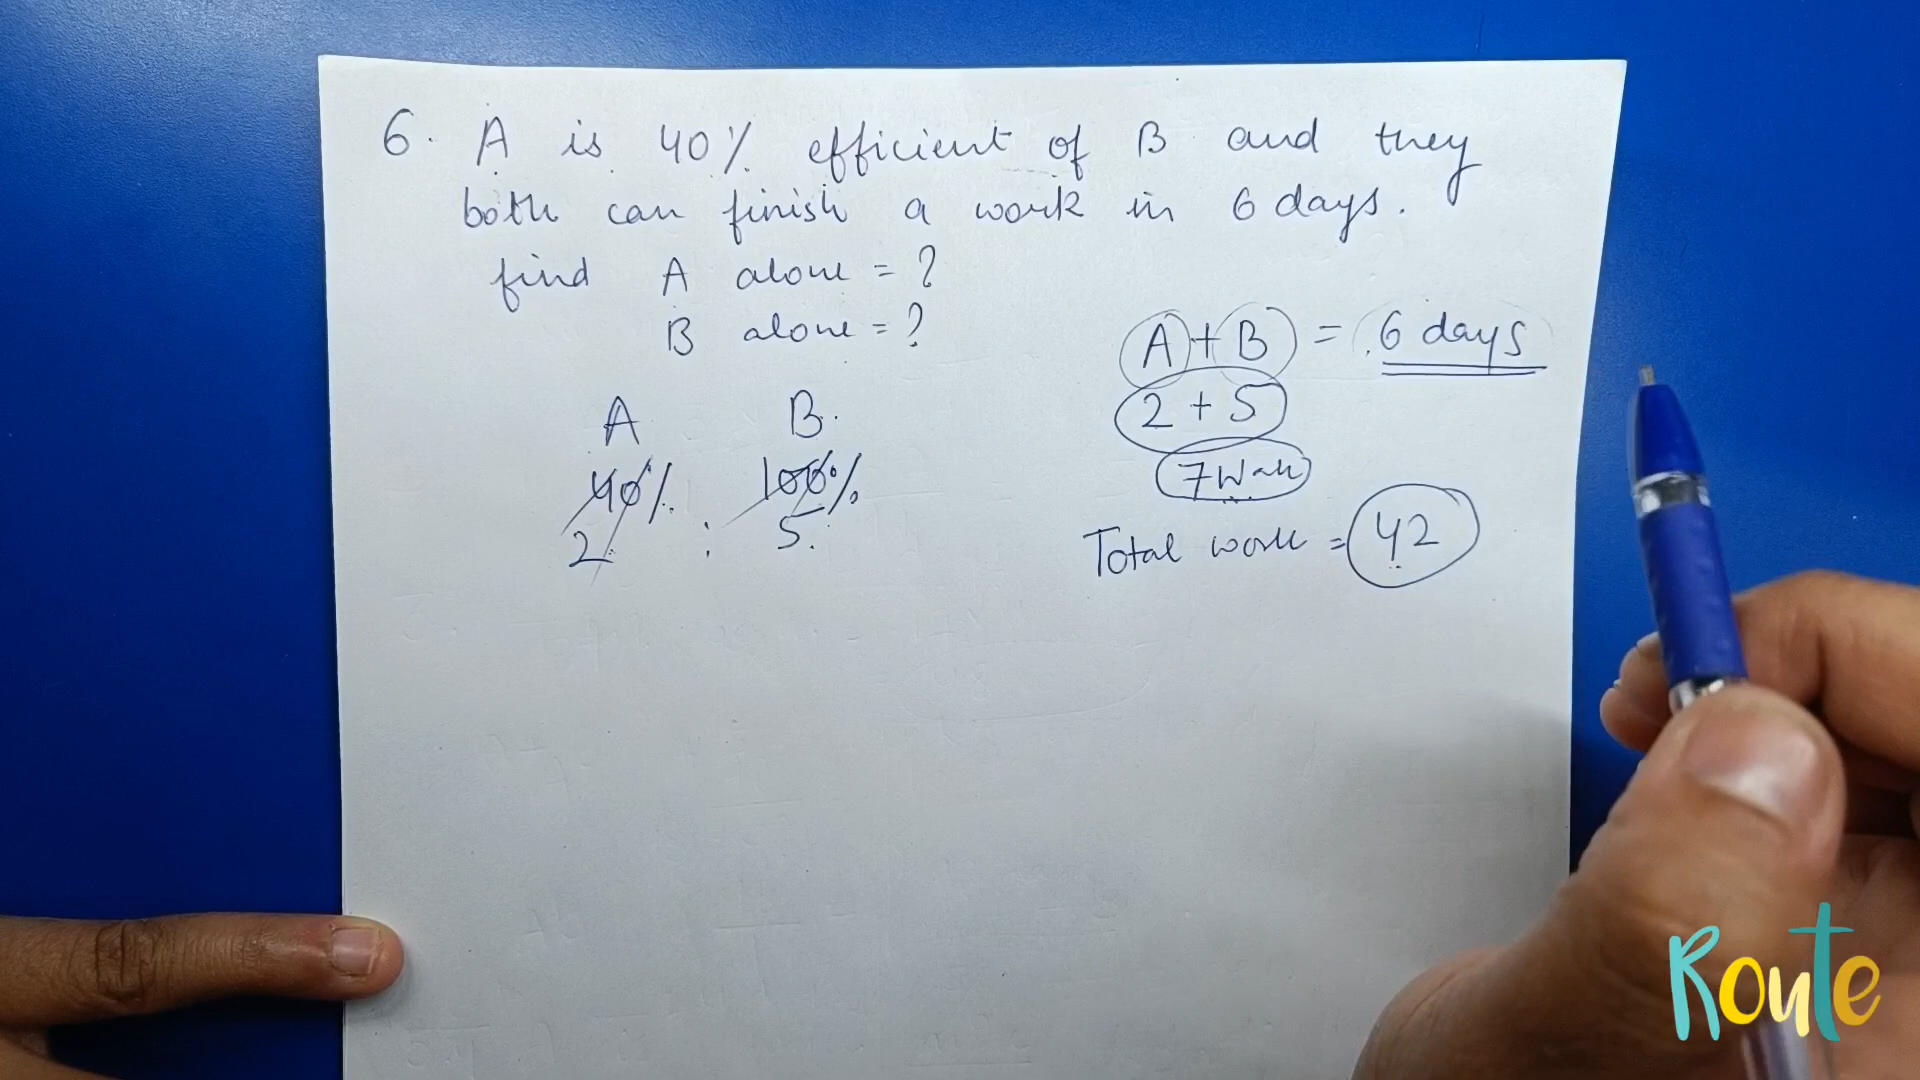 6. A is 40% efficient of B and they
both can finish a work in 6 days.
find A alone = ?
B alone = ?
A B
40% 100%
2 : 5
A + B = 6 days
2 + 5
7
Total work = 42
Route